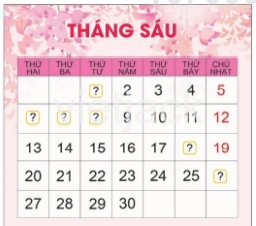 THÁNG SÁU
THỨ HAI THỨ BA THỨ TƯ THỨ NĂM THỨ SÁU THỨ BẢY CHỦ NHẬT
? 2 3 4 5
? ? ? 9 10 11 12
13 14 15 16 17 ? 19
20 21 22 23 24 25 ?
27 28 29 30